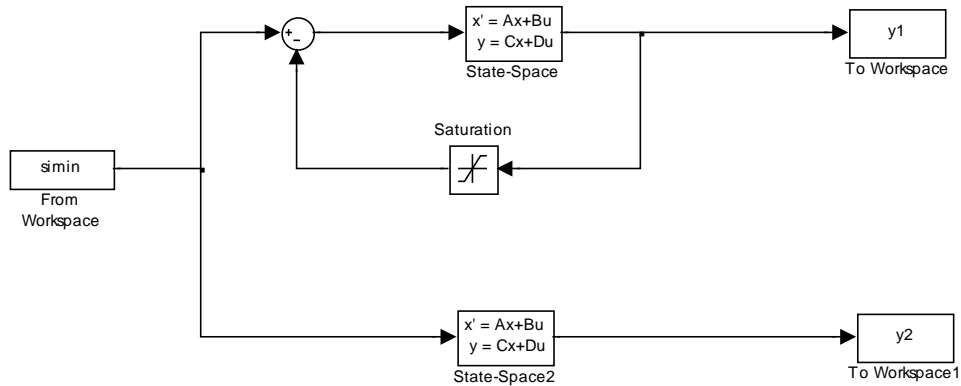 x' = Ax+Bu
y = Cx+Du
State-Space
y1
To Workspace
Saturation
simin
From
Workspace
x' = Ax+Bu
y = Cx+Du
State-Space2
y2
To Workspace1